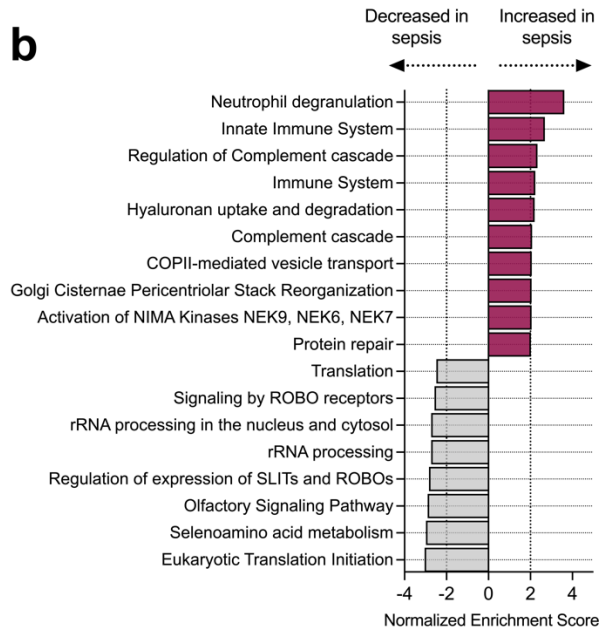 b
Decreased in
sepsis
Increased in
sepsis
Neutrophil degranulation
Innate Immune System
Regulation of Complement cascade
Immune System
Hyaluronan uptake and degradation
Complement cascade
COPII-mediated vesicle transport
Golgi Cisternae Pericentriolar Stack Reorganization
Activation of NIMA Kinases NEK9, NEK6, NEK7
Protein repair
Translation
Signaling by ROBO receptors
rRNA processing in the nucleus and cytosol
rRNA processing
Regulation of expression of SLITs and ROBOs
Olfactory Signaling Pathway
Selenoamino acid metabolism
Eukaryotic Translation Initiation
-4 -2 0 2 4
Normalized Enrichment Score